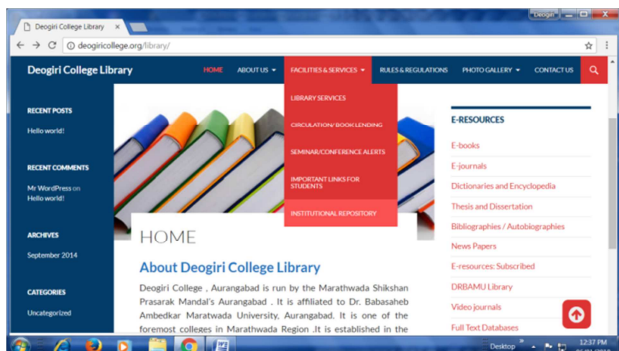 Deogiri
Deogiri College Library
deogiricollege.org/library/
Deogiri College Library
HOME ABOUT US FACILITIES & SERVICES RULES & REGULATIONS PHOTO GALLERY CONTACT US
RECENT POSTS
Hello world!
RECENT COMMENTS
Mr WordPress on
Hello world!
ARCHIVES
September 2014
CATEGORIES
Uncategorized
LIBRARY SERVICES
CIRCULATION/ BOOK LENDING
SEMINAR/CONFERENCE ALERTS
IMPORTANT LINKS FOR
STUDENTS
INSTITUTIONAL REPOSITORY
HOME
About Deogiri College Library
Deogiri College , Aurangabad is run by the Marathwada Shikshan
Prasarak Mandal's Aurangabad . It is affiliated to Dr. Babasaheb
Ambedkar Maratwada University, Aurangabad. It is one of the
foremost colleges in Marathwada Region .It is established in the
E-RESOURCES
E-books
E-journals
Dictionaries and Encyclopedia
Thesis and Dissertation
Bibliographies / Autobiographies
News Papers
E-resources: Subscribed
DRBAMU Library
Video journals
Full Text Databases
Desktop
12:37 PM